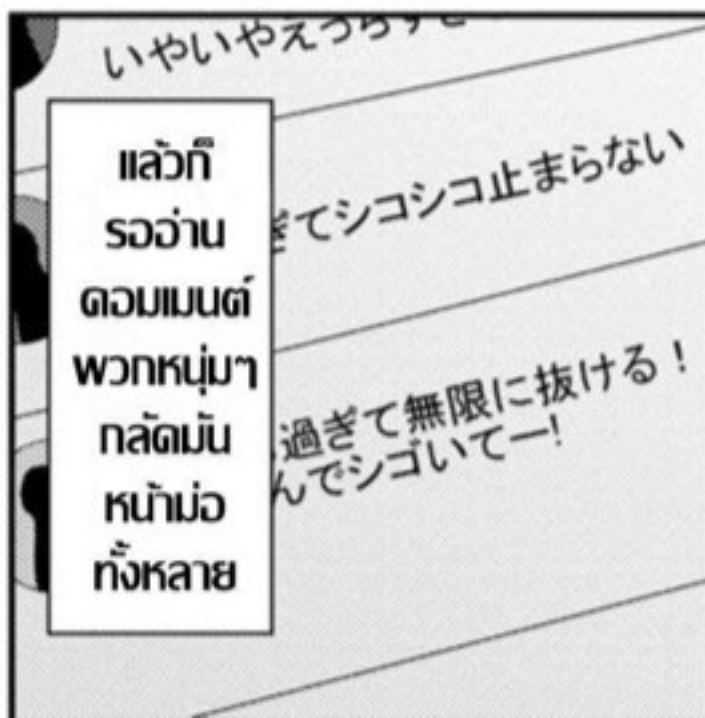 いやいやえっちすぎ
てシコシコ止まらない
過ぎて無限に抜ける！
んでシゴいてー!
แล้วก็
รออ่าน
คอมเมนต์
พวกหนุ่มๆ
กลัดมัน
หน้าม่อ
ทั้งหลาย